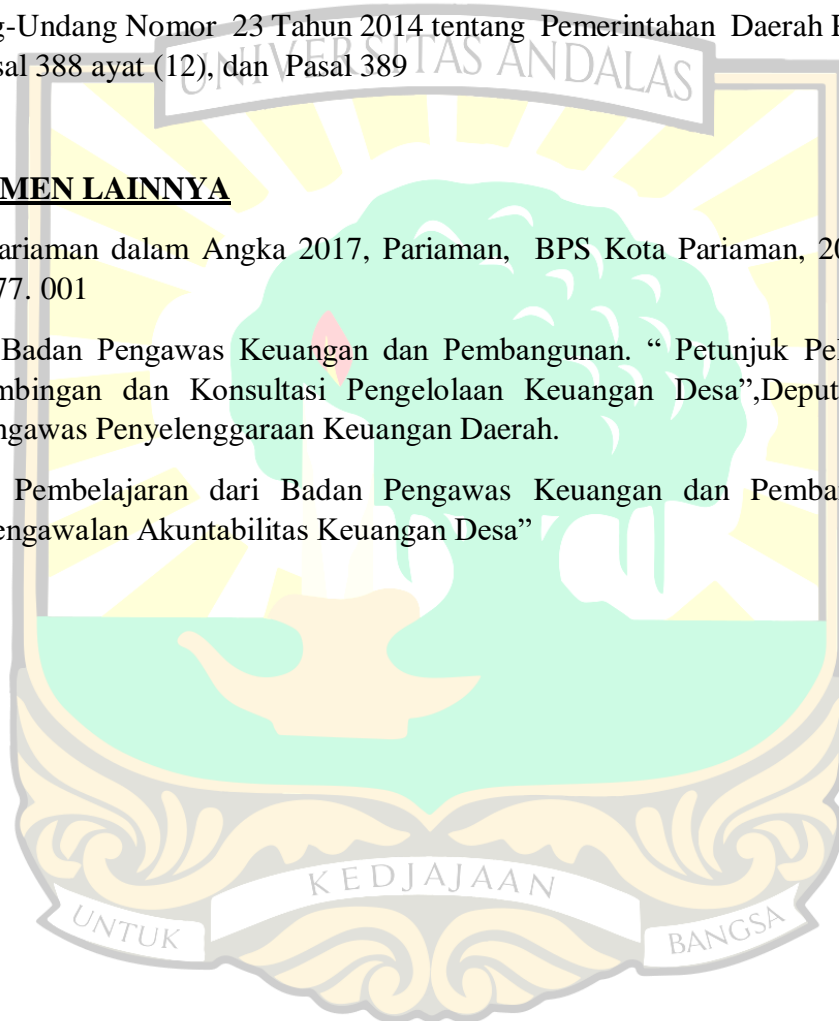 g-Undang Nomor 23 Tahun 2014 tentang Pemerintahan Daerah
sal 388 ayat (12), dan Pasal 389
UNIVERSITAS ANDALAS
MEN LAINNYA
ariaman dalam Angka 2017, Pariaman, BPS Kota Pariaman, 20
77. 001
Badan Pengawas Keuangan dan Pembangunan. “ Petunjuk Pel
mbingan dan Konsultasi Pengelolaan Keuangan Desa”,Deput
ngawas Penyelenggaraan Keuangan Daerah.
Pembelajaran dari Badan Pengawas Keuangan dan Pemba
engawalan Akuntabilitas Keuangan Desa”
KEDJAJAAN
UNTUK
BANGSA